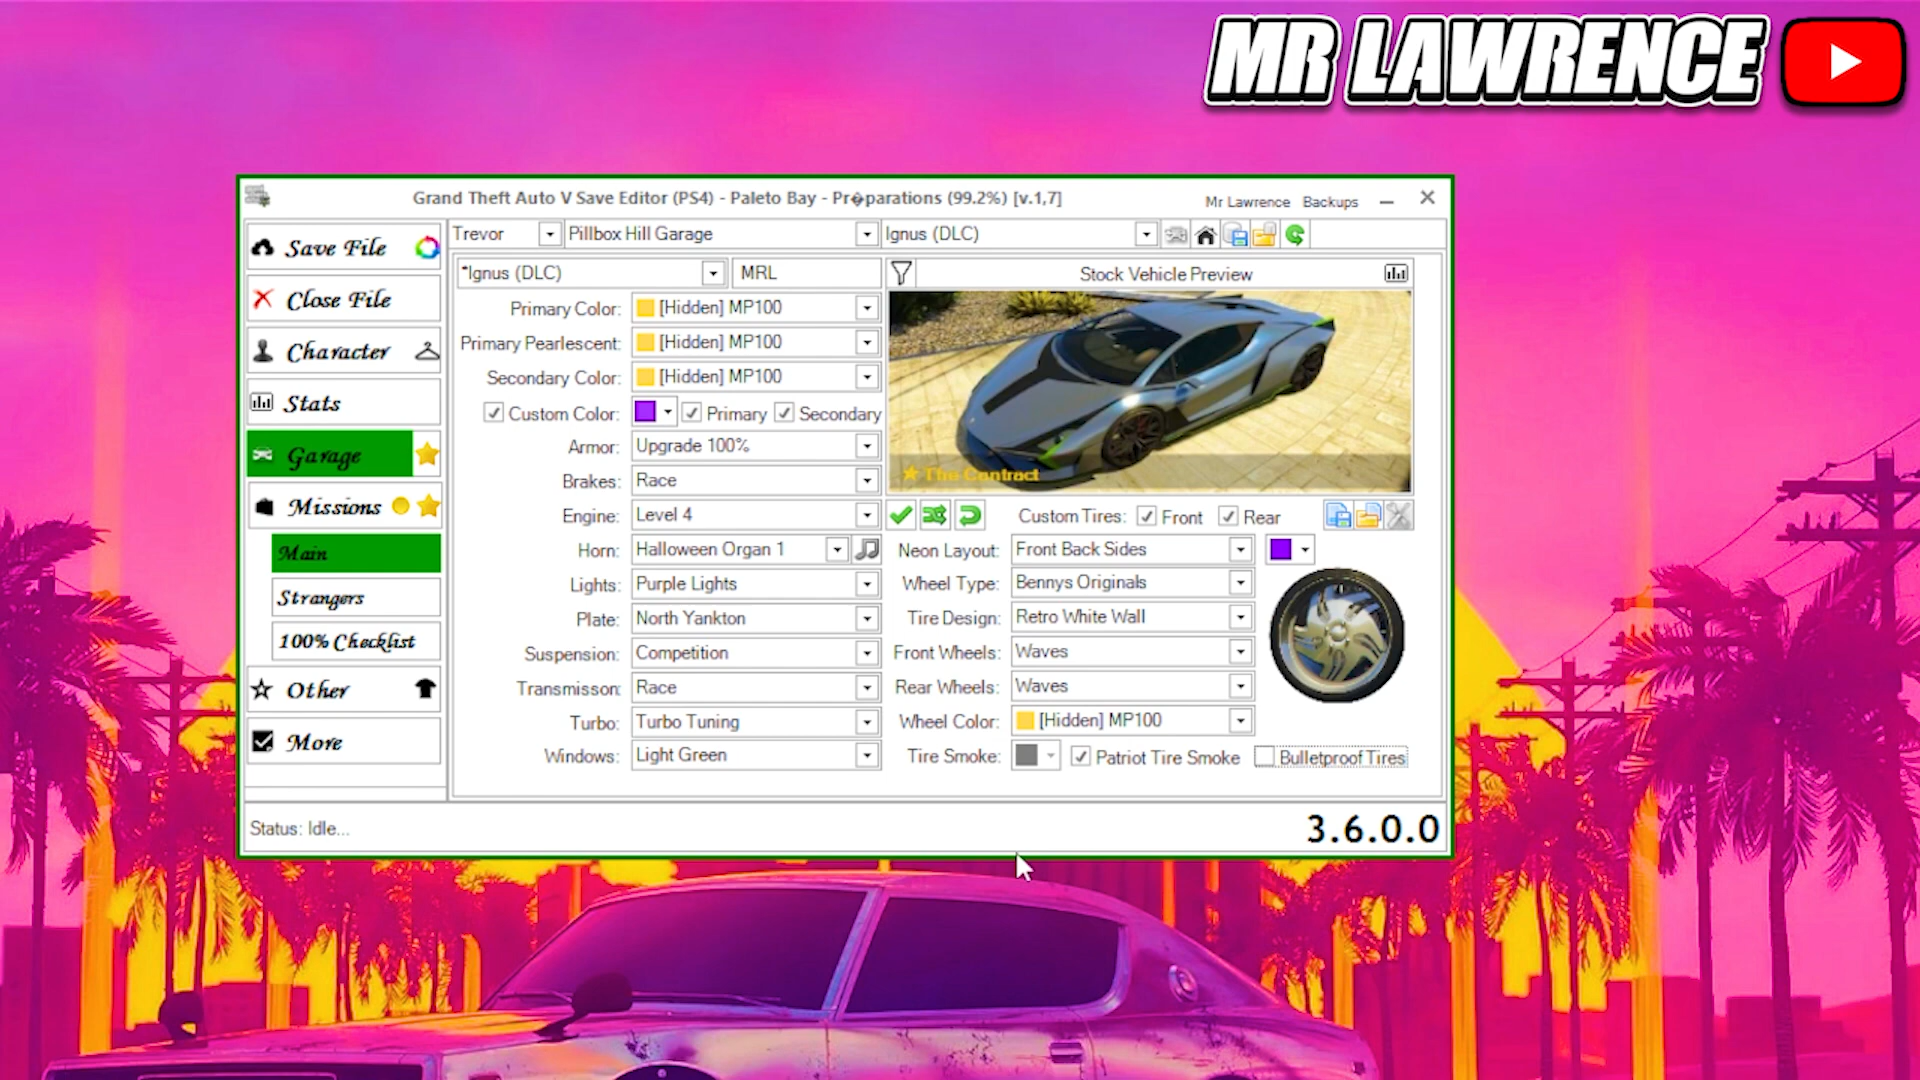 MR LAWRENCE
Grand Theft Auto V Save Editor (PS4) - Paleto Bay - Pr�parations (99.2%) [v.1,7]
Mr Lawrence Backups
Save File
Close File
Character
Stats
Garage
Missions
Main
Strangers
100% Checklist
Other
More
Trevor
Pillbox Hill Garage
Ignus (DLC)
*Ignus (DLC)
MRL
Primary Color: [Hidden] MP100
Primary Pearlescent: [Hidden] MP100
Secondary Color: [Hidden] MP100
Custom Color: Primary Secondary
Armor: Upgrade 100%
Brakes: Race
Engine: Level 4
Horn: Halloween Organ 1
Lights: Purple Lights
Plate: North Yankton
Suspension: Competition
Transmisson: Race
Turbo: Turbo Tuning
Windows: Light Green
Stock Vehicle Preview
The Contract
Custom Tires: Front Rear
Neon Layout: Front Back Sides
Wheel Type: Bennys Originals
Tire Design: Retro White Wall
Front Wheels: Waves
Rear Wheels: Waves
Wheel Color: [Hidden] MP100
Tire Smoke: Patriot Tire Smoke Bulletproof Tires
Status: Idle...
3.6.0.0